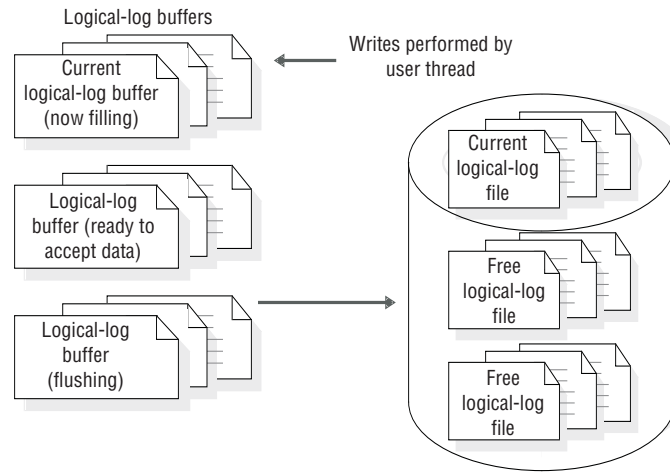 Logical-log buffers
Writes performed by
user thread
Current
logical-log buffer
(now filling)
Logical-log
buffer (ready to
accept data)
Logical-log
buffer
(flushing)
Current
logical-log
file
Free
logical-log
file
Free
logical-log
file